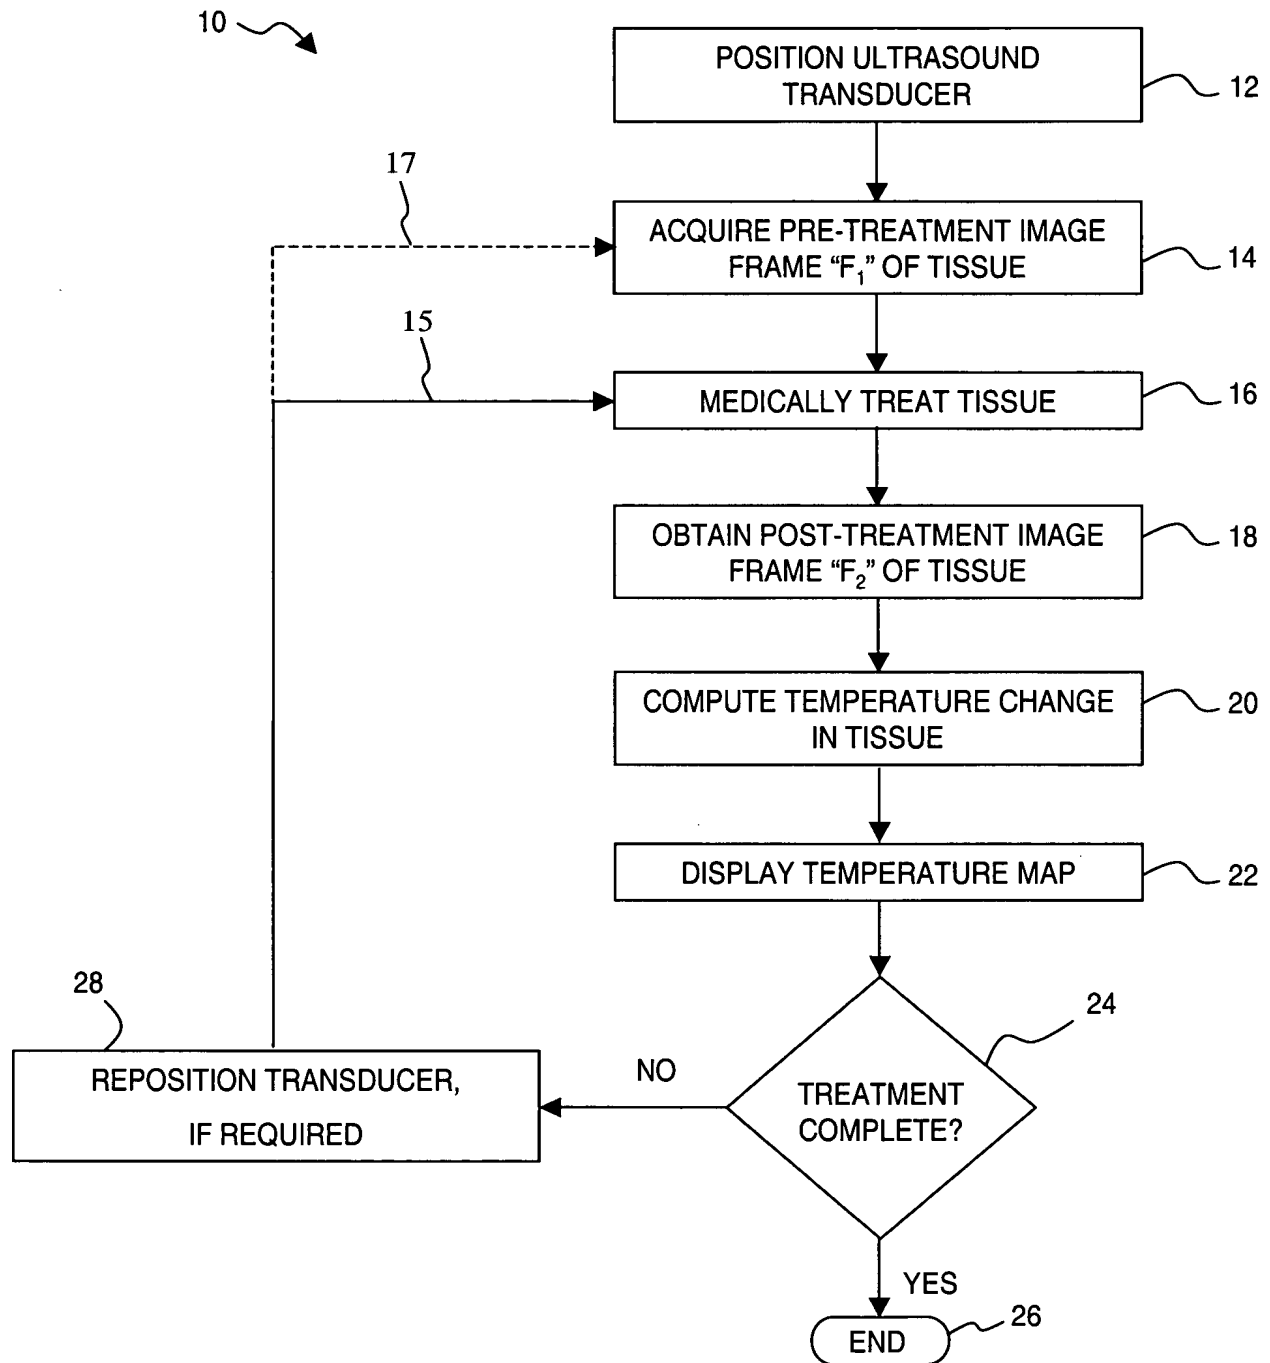 10
POSITION ULTRASOUND
TRANSDUCER
12
17
ACQUIRE PRE-TREATMENT IMAGE
FRAME “F₁” OF TISSUE
14
15
MEDICALLY TREAT TISSUE
16
OBTAIN POST-TREATMENT IMAGE
FRAME “F₂” OF TISSUE
18
COMPUTE TEMPERATURE CHANGE
IN TISSUE
20
DISPLAY TEMPERATURE MAP
22
28
REPOSITION TRANSDUCER,
IF REQUIRED
NO
24
TREATMENT
COMPLETE?
YES
END
26